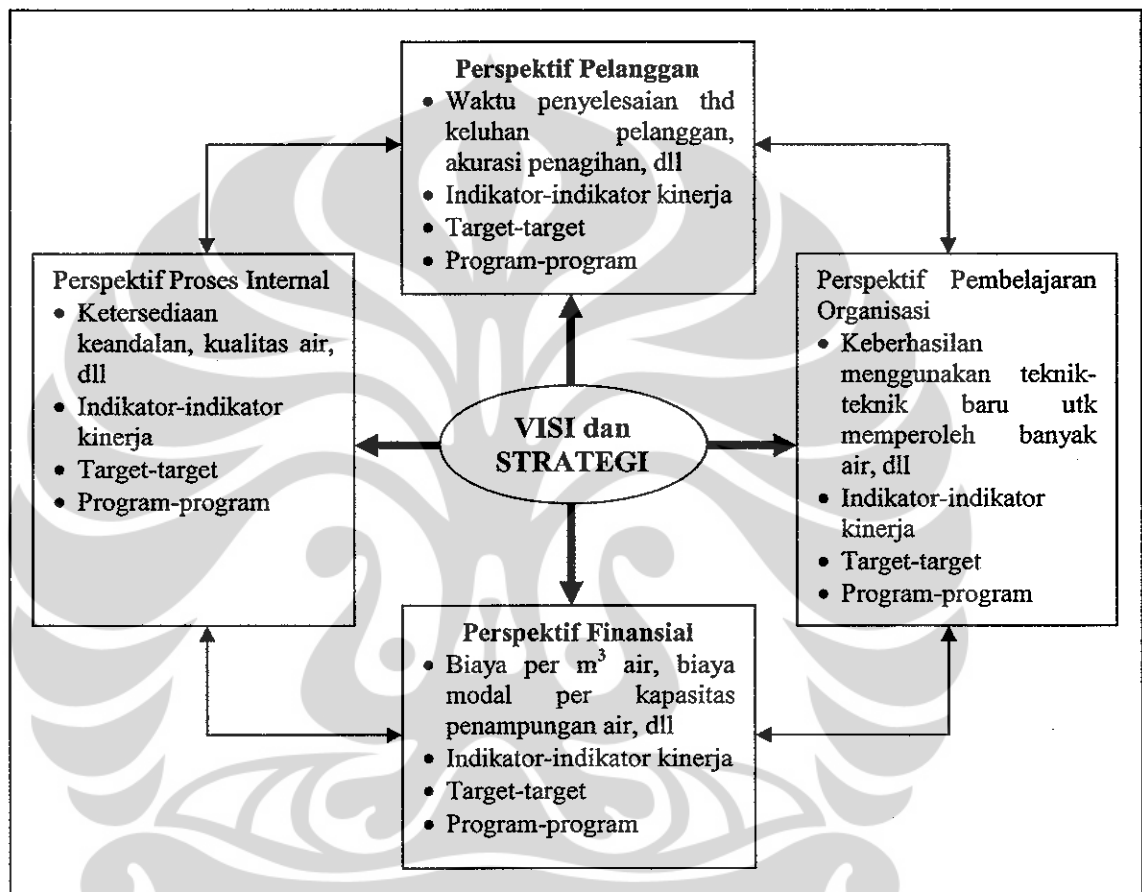 Perspektif Pelanggan
• Waktu penyelesaian thd
keluhan pelanggan,
akurasi penagihan, dll
• Indikator-indikator kinerja
• Target-target
• Program-program
Perspektif Proses Internal
• Ketersediaan
keandalan, kualitas air,
dll
• Indikator-indikator
kinerja
• Target-target
• Program-program
VISI dan
STRATEGI
Perspektif Pembelajaran
Organisasi
• Keberhasilan
menggunakan teknik-
teknik baru utk
memperoleh banyak
air, dll
• Indikator-indikator
kinerja
• Target-target
• Program-program
Perspektif Finansial
• Biaya per m³ air, biaya
modal per kapasitas
penampungan air, dll
• Indikator-indikator kinerja
• Target-target
• Program-program